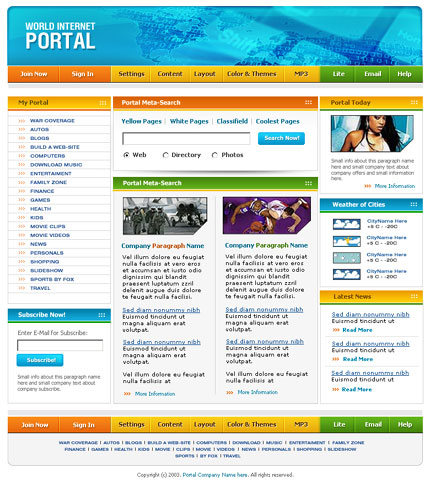 WORLD INTERNET
PORTAL
Join Now
Sign In
Settings
Content
Layout
Color & Themes
MP3
Lite
Email
Help
My Portal
WAR COVERAGE
AUTOS
BLOGS
BUILD A WEB-SITE
COMPUTERS
DOWNLOAD MUSIC
ENTERTAIMENT
FAMILY ZONE
FINANCE
GAMES
HEALTH
KIDS
MOVIE CLIPS
MOVIE VIDEOS
NEWS
PERSONALS
SHOPPING
SLIDESHOW
SPORTS BY FOX
TRAVEL
Subscribe Now!
Enter E-Mail for Subscribe:
Subscribe!
Small info about this paragraph
name here and small company
text about company subscribe.
Portal Meta-Search
Yellow Pages | White Pages | Classifield | Coolest Pages
Search Now!
Web
Directory
Photos
Portal Meta-Search
Company Paragraph Name
Vel illum dolore eu feugiat
nulla facilisis at vero eros
et accumsan et iusto odio
dignissim qui blandit
praesent luptatum zzril
delenit augue duis dolore
te feugait nulla facilisi.
Sed diam nonummy nibh
Euismod tincidunt ut
magna aliquam erat
volutpat.
Sed diam nonummy nibh
Euismod tincidunt ut
magna aliquam erat
volutpat.
Vel illum dolore eu feugiat
nulla facilisis at
More Information
Company Paragraph Name
Vel illum dolore eu feugiat
nulla facilisis at vero eros
et accumsan et iusto odio
dignissim qui blandit
praesent luptatum zzril
delenit augue duis dolore
te feugait nulla facilisi.
Sed diam nonummy nibh
Euismod tincidunt ut
magna aliquam erat
volutpat.
Sed diam nonummy nibh
Euismod tincidunt ut
magna aliquam erat
volutpat.
Vel illum dolore eu feugiat
nulla facilisis at
More Information
Portal Today
Small info about this paragraph
name here and small company text
about company offers and small
information here.
More Information
Weather of Cities
CityName Here
+5 C - -20C
CityName Here
+5 C - -20C
CityName Here
+5 C - -20C
CityName Here
+5 C - -20C
Latest News
Sed diam nonummy nibh
Euismod tincidunt ut
Read More
Sed diam nonummy nibh
Euismod tincidunt ut
Read More
Sed diam nonummy nibh
Euismod tincidunt ut
Read More
Join Now
Sign In
Settings
Content
Layout
Color & Themes
MP3
Lite
Email
Help
WAR COVERAGE | AUTOS | BLOGS | BUILD A WEB-SITE | COMPUTERS | DOWNLOAD | MUSIC | ENTERTAIMENT | FAMILY ZONE
FINANCE | GAMES | HEALTH | KIDS | MOVIE CLIPS | MOVIE VIDEOS | NEWS | PERSONALS | SHOPPING | SLIDESHOW
SPORTS BY FOX | TRAVEL
Copyright (c) 2003. Portal Company Name here. All rights reserved.